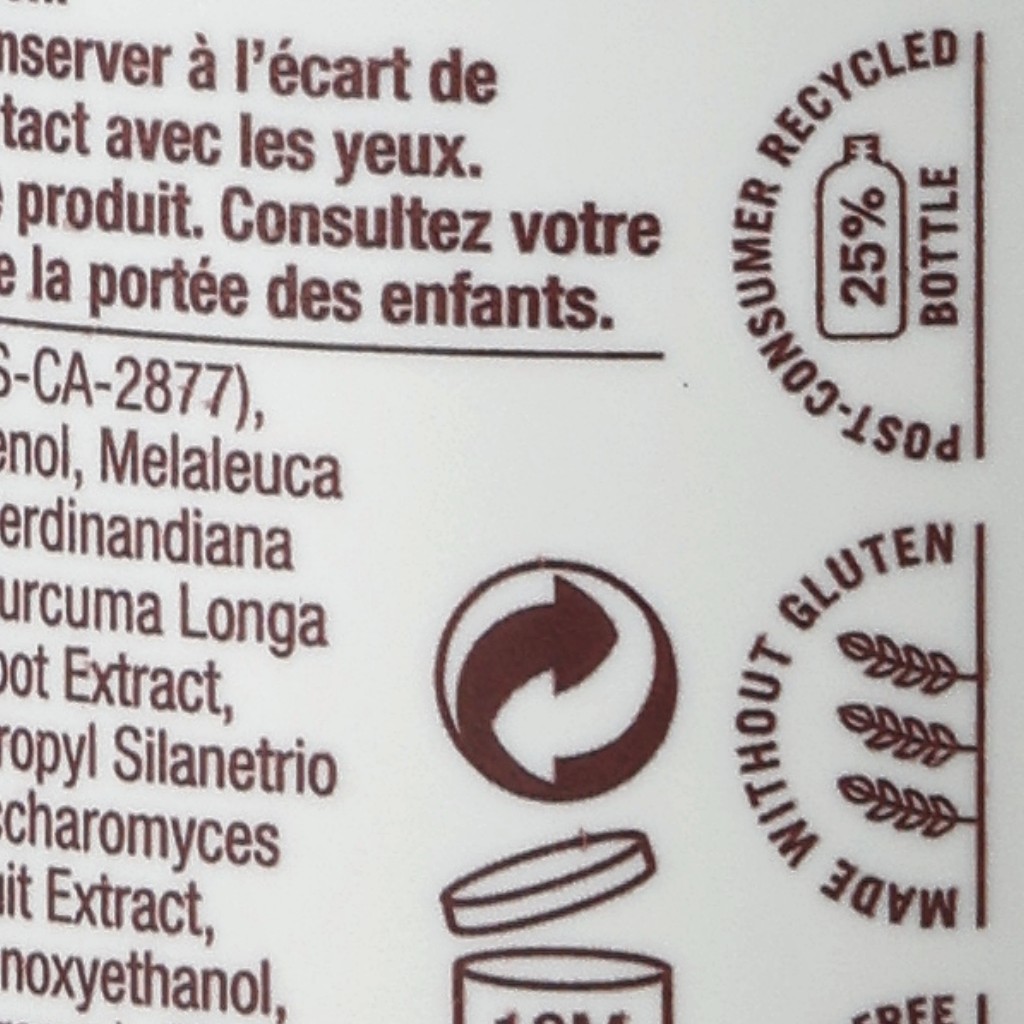 nserver à l'écart de
tact avec les yeux.
produit. Consultez votre
e la portée des enfants.
S-CA-2877),
enol, Melaleuca
erdinandiana
urcuma Longa
oot Extract,
ropyl Silanetrio
ccharomyces
uit Extract,
noxyethanol,
POST-CONSUMER RECYCLED
25%
BOTTLE
MADE WITHOUT GLUTEN
FREE